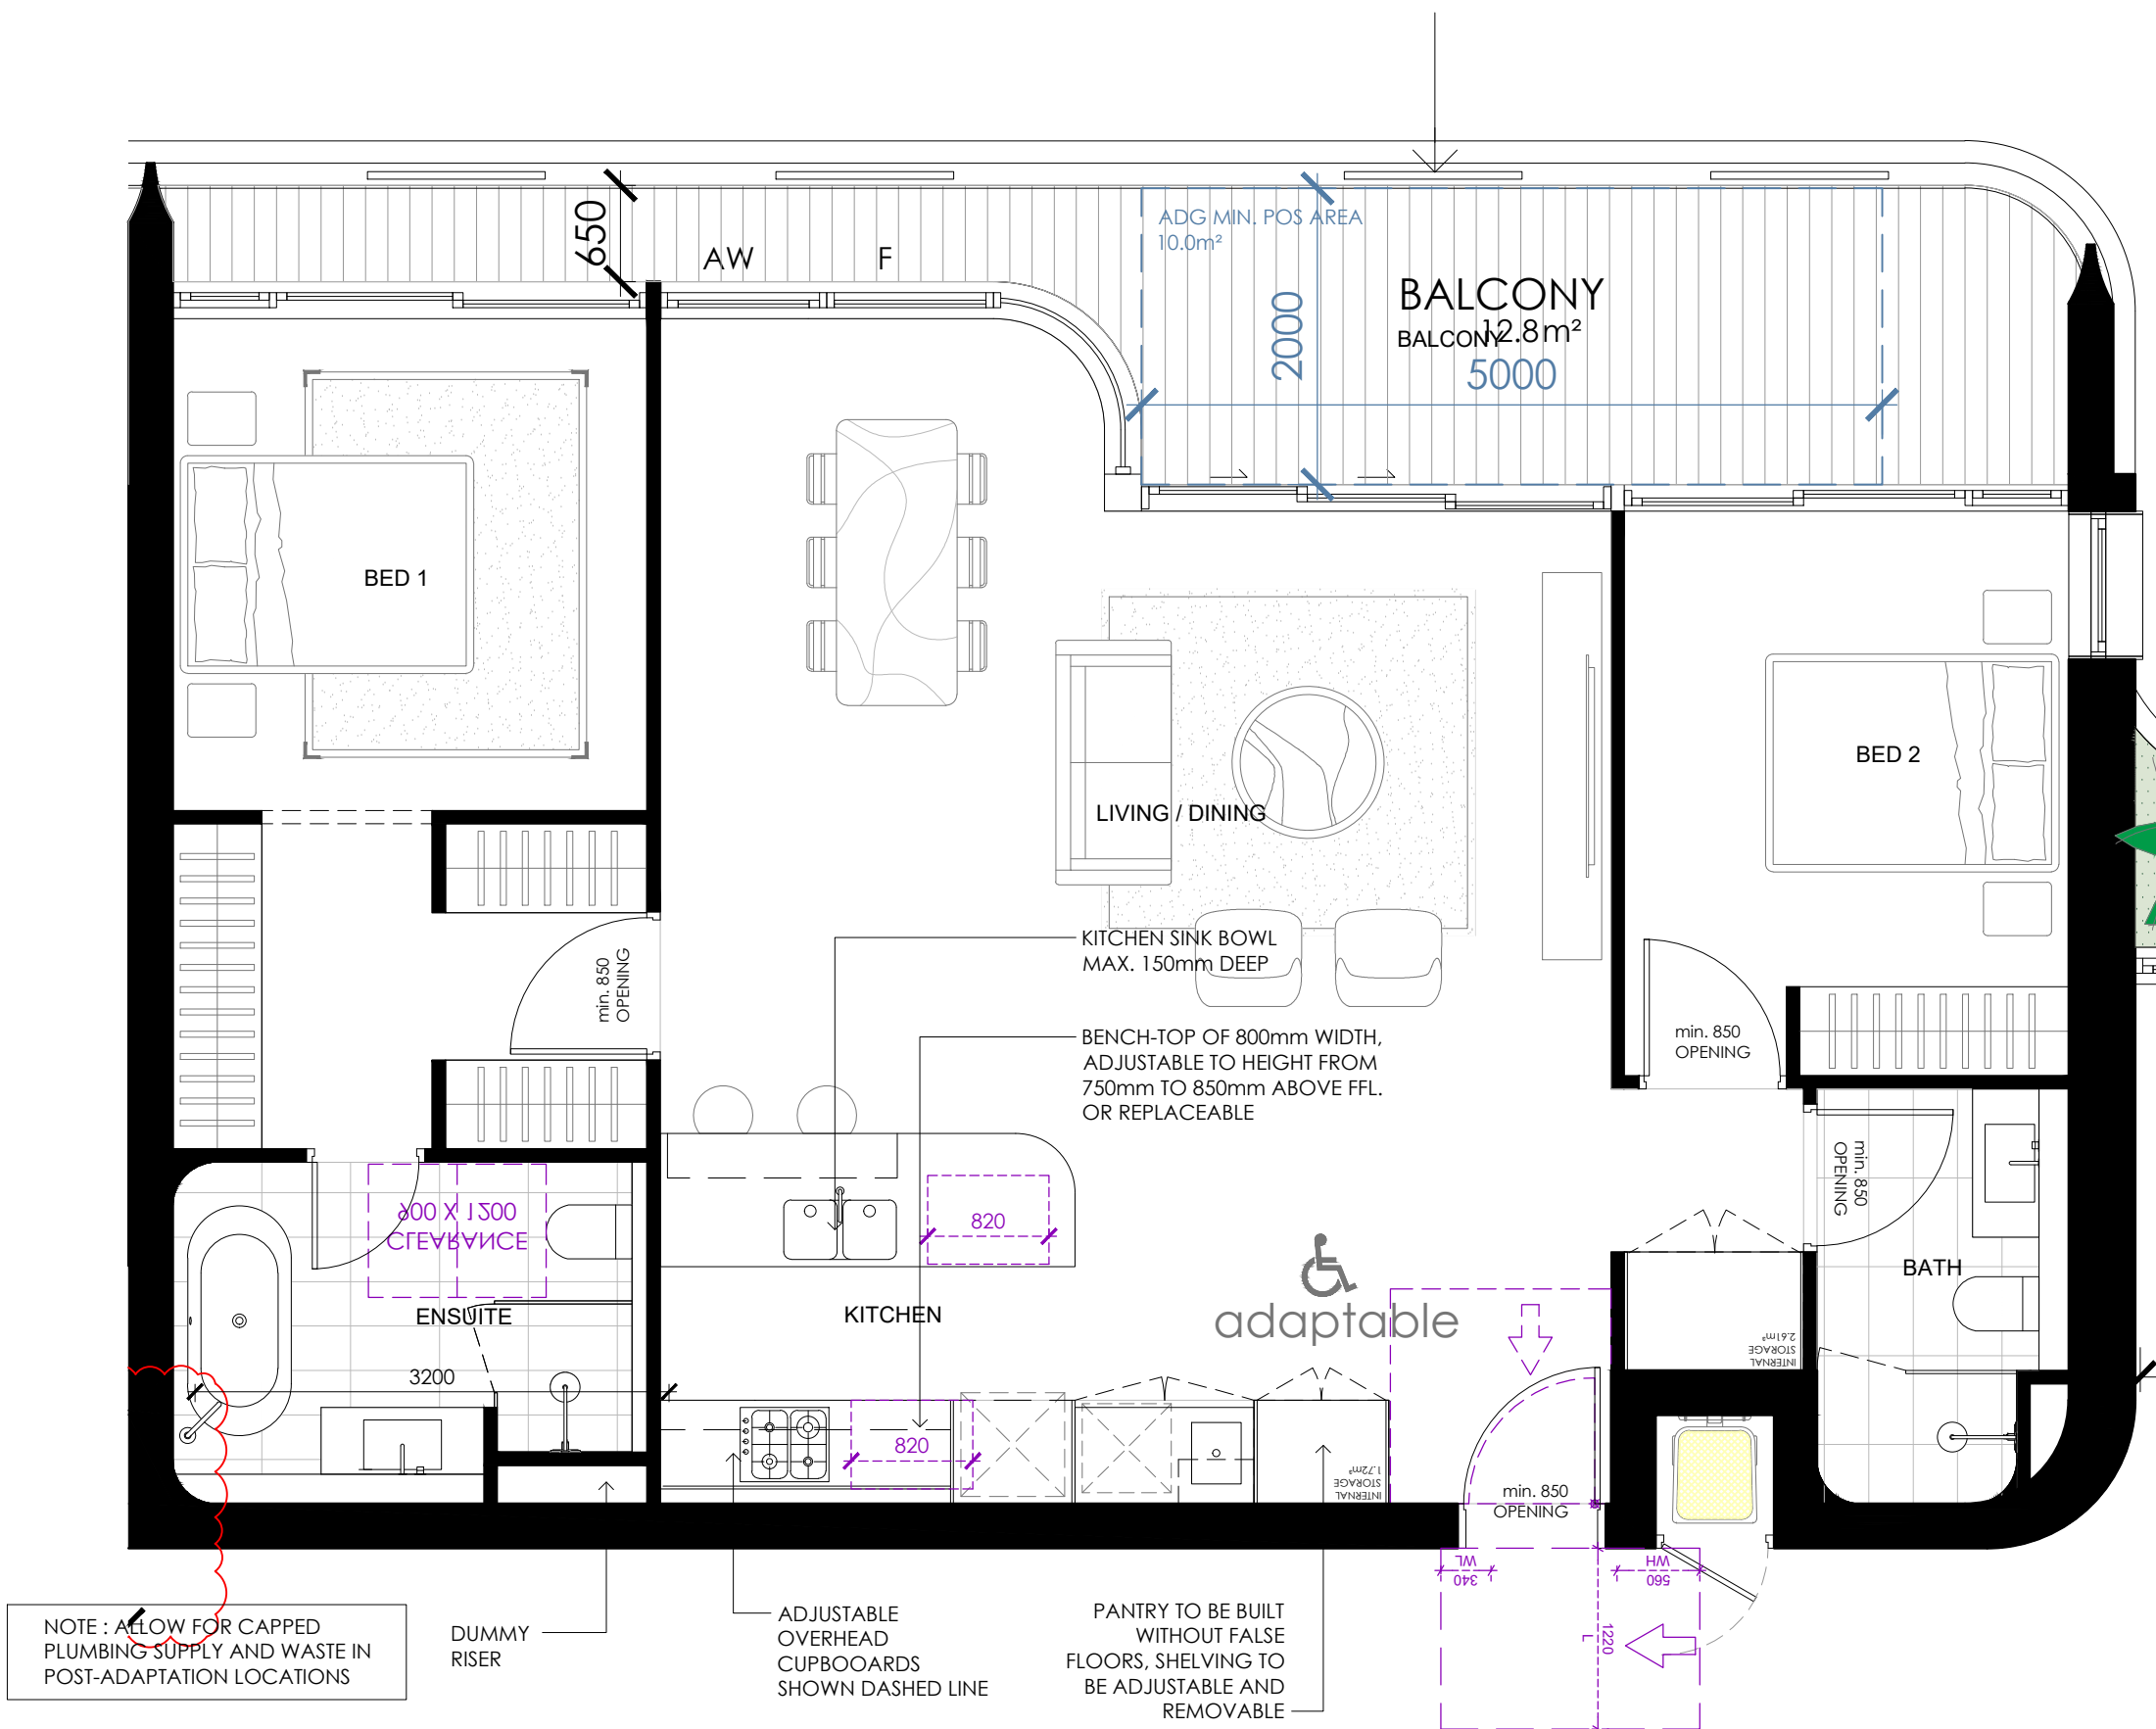 650
AW
F
ADG MIN. POS AREA
10.0m²
2000
BALCONY
12.8m²
BALCONY
5000
BED 1
BED 2
LIVING / DINING
KITCHEN SINK BOWL
MAX. 150mm DEEP
min. 850
OPENING
BENCH-TOP OF 800mm WIDTH,
ADJUSTABLE TO HEIGHT FROM
750mm TO 850mm ABOVE FFL.
OR REPLACEABLE
min. 850
OPENING
min. 850
OPENING
900 X 1200
CLEARANCE
820
ENSUITE
KITCHEN
adaptable
BATH
INTERNAL
STORAGE
2.61m³
3200
820
INTERNAL
STORAGE
1.72m³
min. 850
OPENING
340
WL
560
WH
1220
L
NOTE : ALLOW FOR CAPPED
PLUMBING SUPPLY AND WASTE IN
POST-ADAPTATION LOCATIONS
DUMMY
RISER
ADJUSTABLE
OVERHEAD
CUPBOOARDS
SHOWN DASHED LINE
PANTRY TO BE BUILT
WITHOUT FALSE
FLOORS, SHELVING TO
BE ADJUSTABLE AND
REMOVABLE